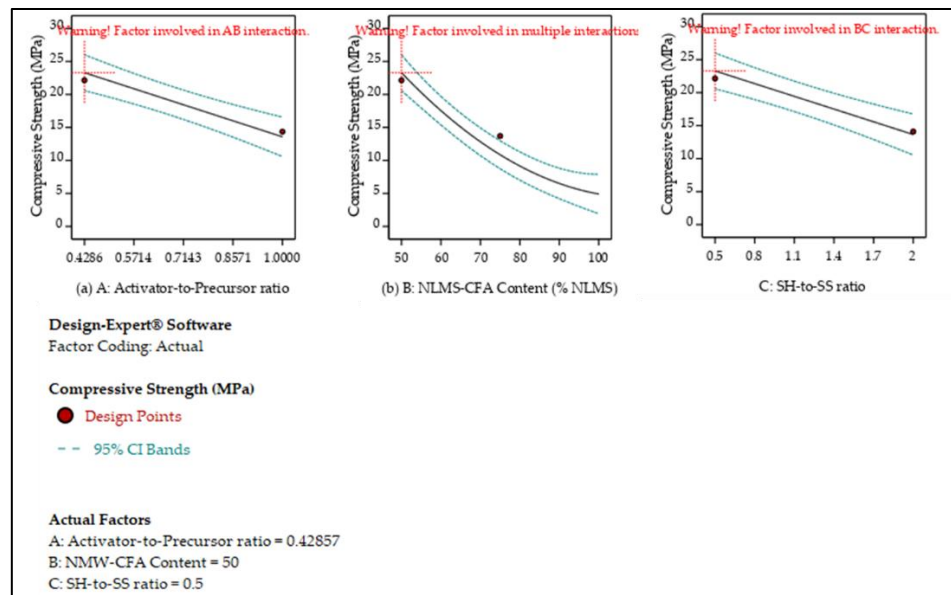 Warning! Factor involved in AB interaction.
Compressive Strength (MPa)
30
25
20
15
10
5
0
0.4286 0.5714 0.7143 0.8571 1.0000
(a) A: Activator-to-Precursor ratio
Warning! Factor involved in multiple interactions
Compressive Strength (MPa)
30
25
20
15
10
5
0
50 60 70 80 90 100
(b) B: NLMS-CFA Content (% NLMS)
Warning! Factor involved in BC interaction.
Compressive Strength (MPa)
30
25
20
15
10
5
0
0.5 0.8 1.1 1.4 1.7 2
C: SH-to-SS ratio
Design-Expert® Software
Factor Coding: Actual
Compressive Strength (MPa)
Design Points
95% CI Bands
Actual Factors
A: Activator-to-Precursor ratio = 0.42857
B: NMW-CFA Content = 50
C: SH-to-SS ratio = 0.5